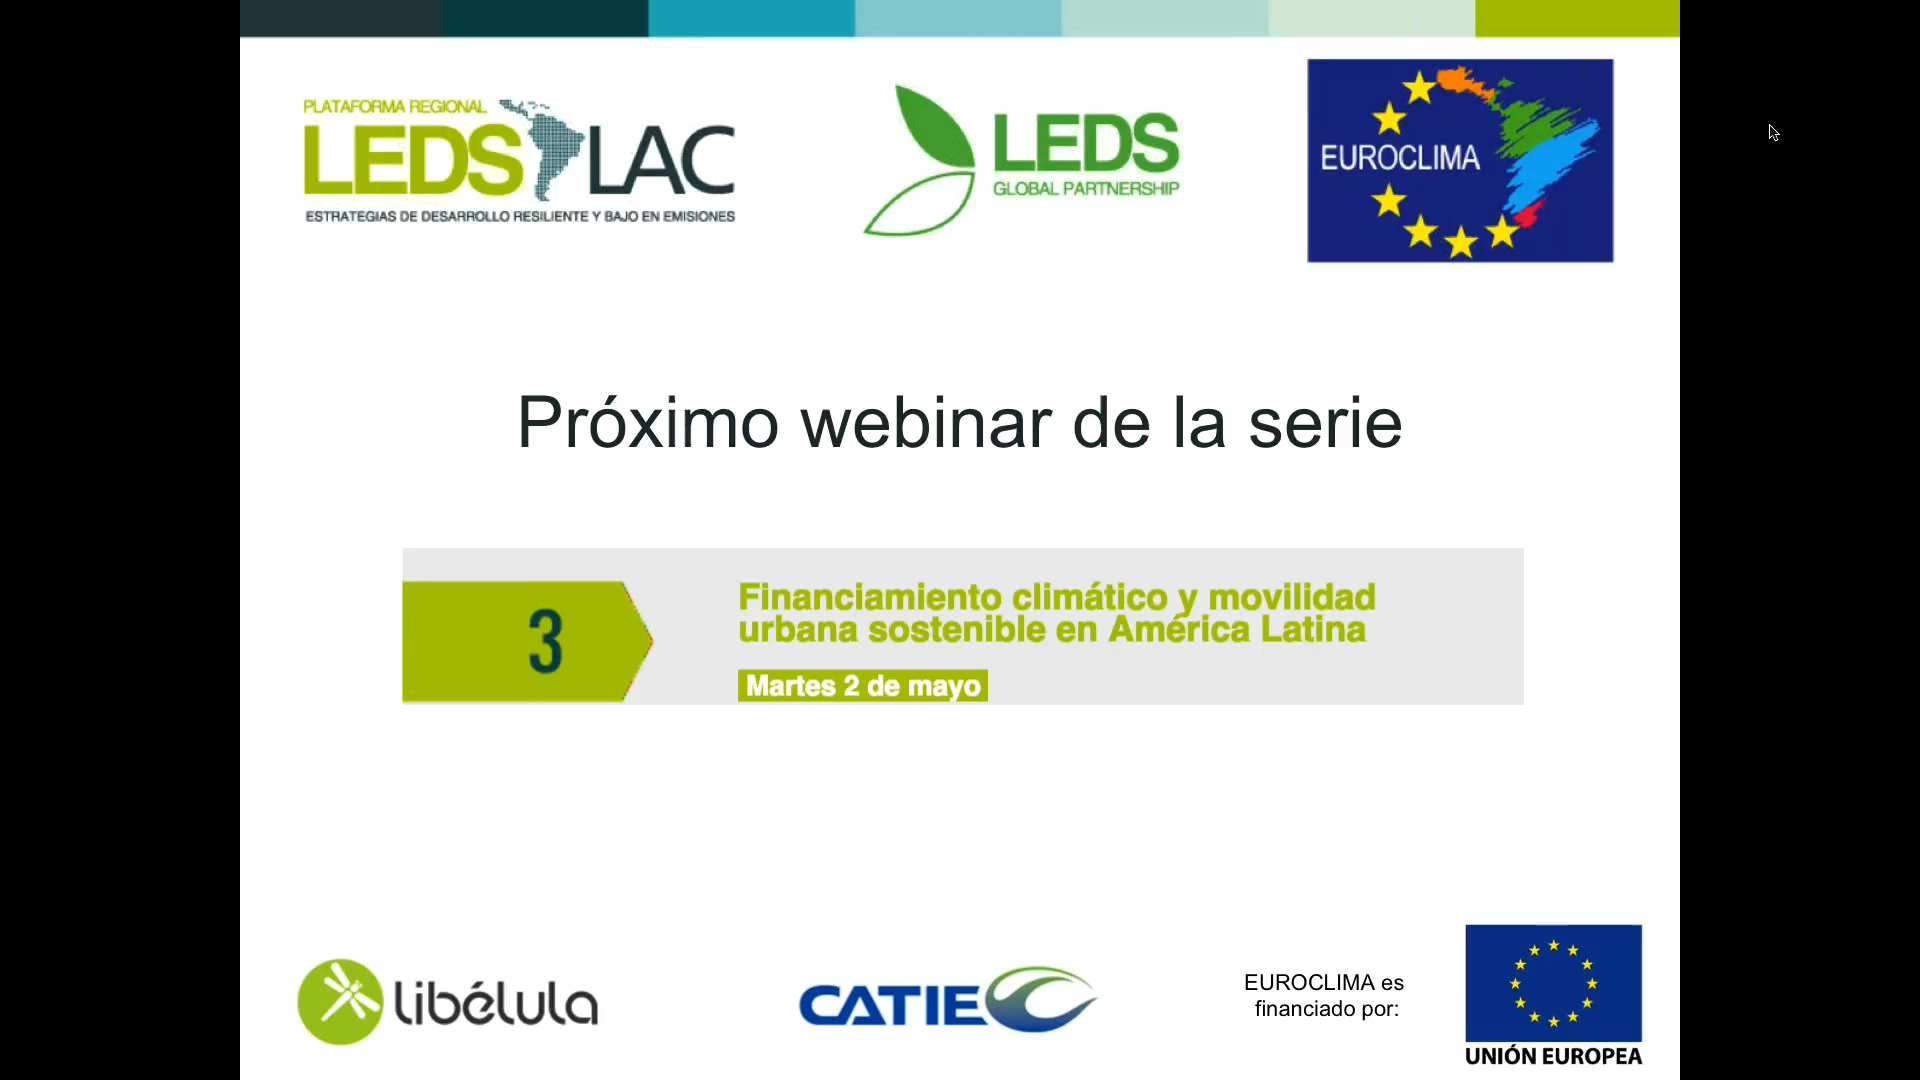 PLATAFORMA REGIONAL
LEDS LAC
ESTRATEGIAS DE DESARROLLO RESILIENTE Y BAJO EN EMISIONES
LEDS
GLOBAL PARTNERSHIP
EUROCLIMA
Próximo webinar de la serie
3
Financiamiento climático y movilidad
urbana sostenible en América Latina
Martes 2 de mayo
libélula
CATIE
EUROCLIMA es
financiado por:
UNIÓN EUROPEA